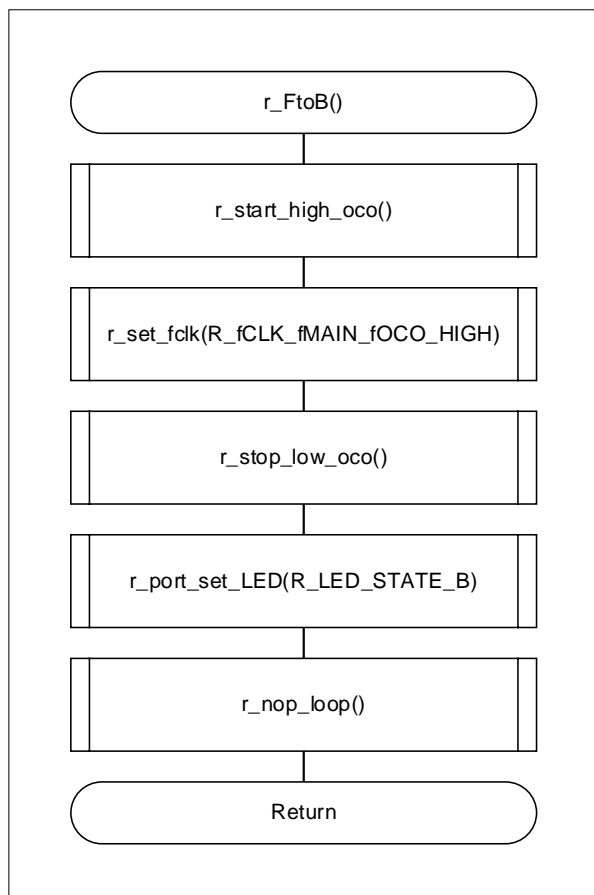 r_FtoB()
r_start_high_oco()
r_set_fclk(R_fCLK_fMAIN_fOCO_HIGH)
r_stop_low_oco()
r_port_set_LED(R_LED_STATE_B)
r_nop_loop()
Return